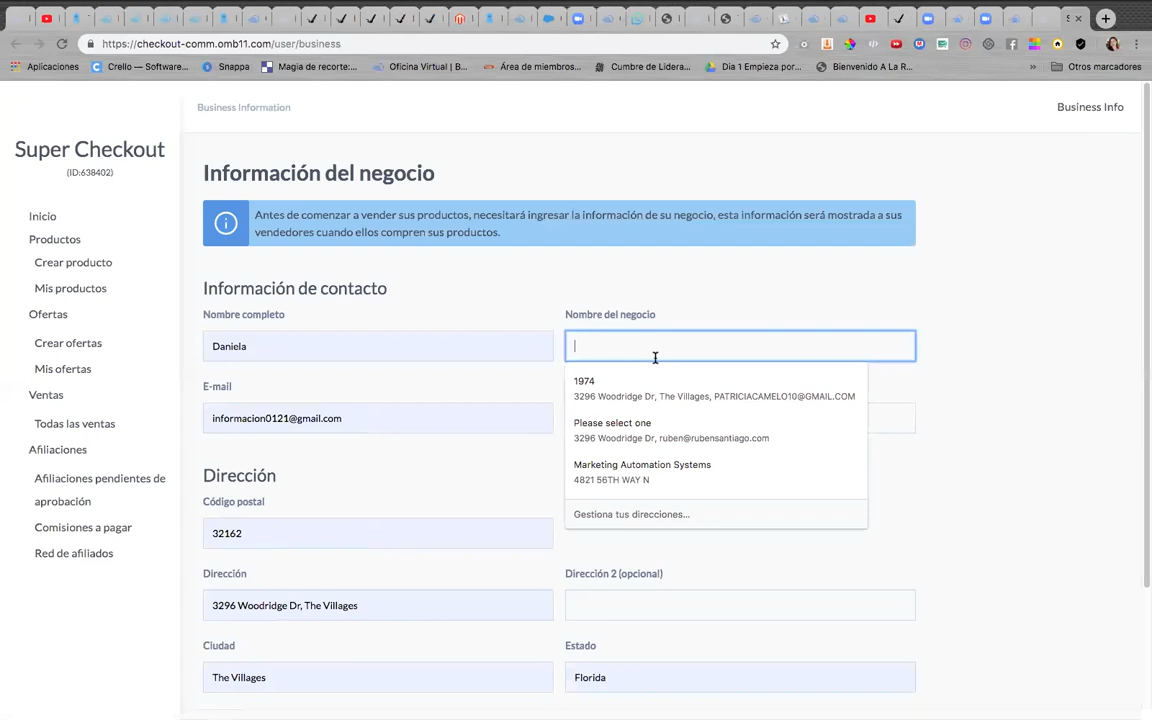 https://checkout-comm.omb11.com/user/business
Aplicaciones
Crello — Software...
Snappa
Magia de recorte:...
Oficina Virtual | B...
Área de miembros...
Cumbre de Lidera...
Dia 1 Empieza por...
Bienvenido A La R...
»
Otros marcadores
Business Information
Business Info
Super Checkout
(ID:638402)
Inicio
Productos
Crear producto
Mis productos
Ofertas
Crear ofertas
Mis ofertas
Ventas
Todas las ventas
Afiliaciones
Afiliaciones pendientes de
aprobación
Comisiones a pagar
Red de afiliados
Información del negocio
Antes de comenzar a vender sus productos, necesitará ingresar la información de su negocio, esta información será mostrada a sus
vendedores cuando ellos compren sus productos.
Información de contacto
Nombre completo
Nombre del negocio
Daniela
E-mail
informacion0121@gmail.com
1974
3296 Woodridge Dr, The Villages, PATRICIACAMELO10@GMAIL.COM
Please select one
3296 Woodridge Dr, ruben@rubensantiago.com
Marketing Automation Systems
4821 56TH WAY N
Gestiona tus direcciones...
Dirección
Código postal
32162
Dirección
Dirección 2 (opcional)
3296 Woodridge Dr, The Villages
Ciudad
Estado
The Villages
Florida